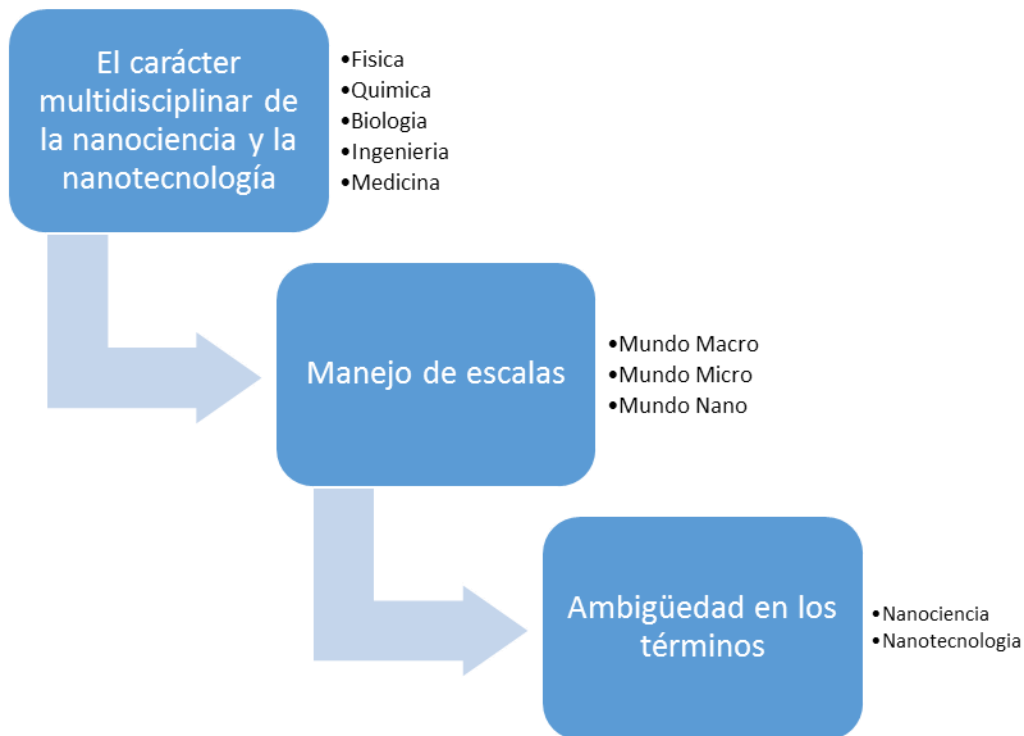 El carácter
multidisciplinar de
la nanociencia y la
nanotecnología
•Fisica
•Quimica
•Biologia
•Ingenieria
•Medicina
Manejo de escalas
•Mundo Macro
•Mundo Micro
•Mundo Nano
Ambigüedad en los
términos
•Nanociencia
•Nanotecnologia